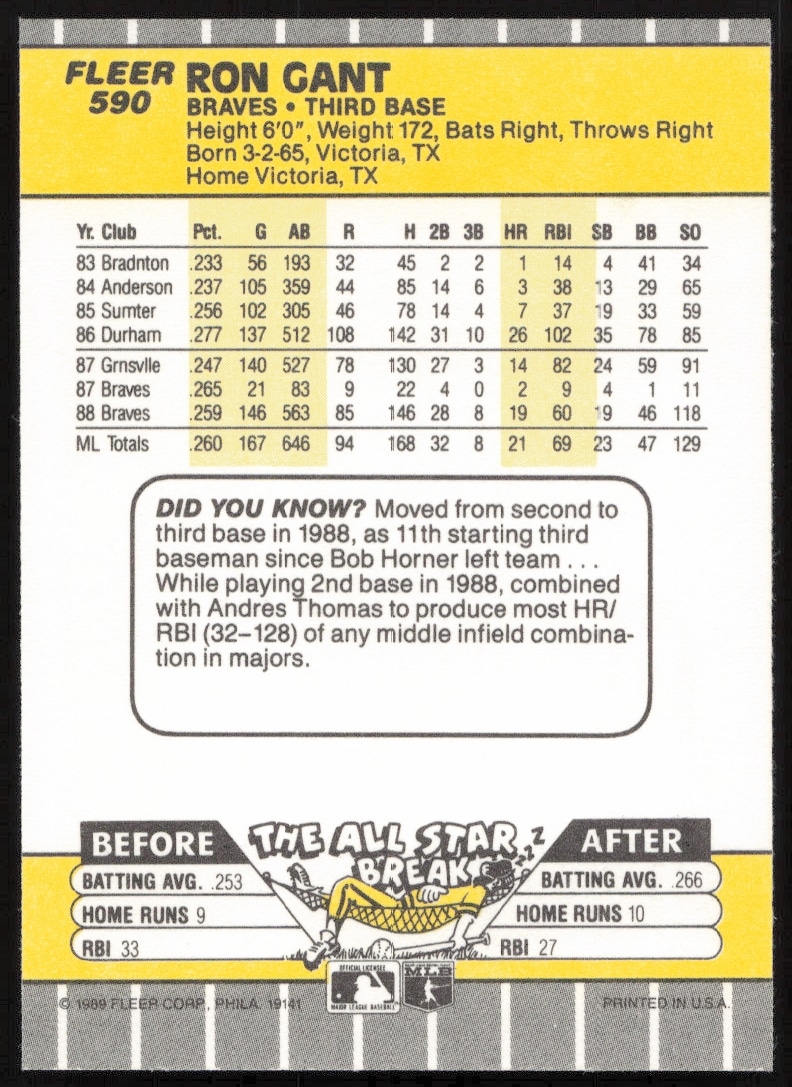 FLEER RON GANT
590 BRAVES • THIRD BASE
Height 6'0", Weight 172, Bats Right, Throws Right
Born 3-2-65, Victoria, TX
Home Victoria, TX
Yr. Club Pct. G AB R H 2B 3B HR RBI SB BB SO
83 Bradnton .233 56 193 32 45 2 2 1 14 4 41 34
84 Anderson .237 105 359 44 85 14 6 3 38 13 29 65
85 Sumter .256 102 305 46 78 14 4 7 37 19 33 59
86 Durham .277 137 512 108 142 31 10 26 102 35 78 85
87 Grnsvlle .247 140 527 78 130 27 3 14 82 24 59 91
87 Braves .265 21 83 9 22 4 0 2 9 4 1 11
88 Braves .259 146 563 85 146 28 8 19 60 19 46 118
ML Totals .260 167 646 94 168 32 8 21 69 23 47 129
DID YOU KNOW? Moved from second to
third base in 1988, as 11th starting third
baseman since Bob Horner left team . . .
While playing 2nd base in 1988, combined
with Andres Thomas to produce most HR/
RBI (32–128) of any middle infield combina-
tion in majors.
THE ALL STAR
BREAK
zzZ
BEFORE
BATTING AVG. .253
HOME RUNS 9
RBI 33
AFTER
BATTING AVG. .266
HOME RUNS 10
RBI 27
OFFICIAL LICENSEE
MAJOR LEAGUE BASEBALL
MLB
© 1989 FLEER CORP., PHILA. 19141
PRINTED IN U.S.A.